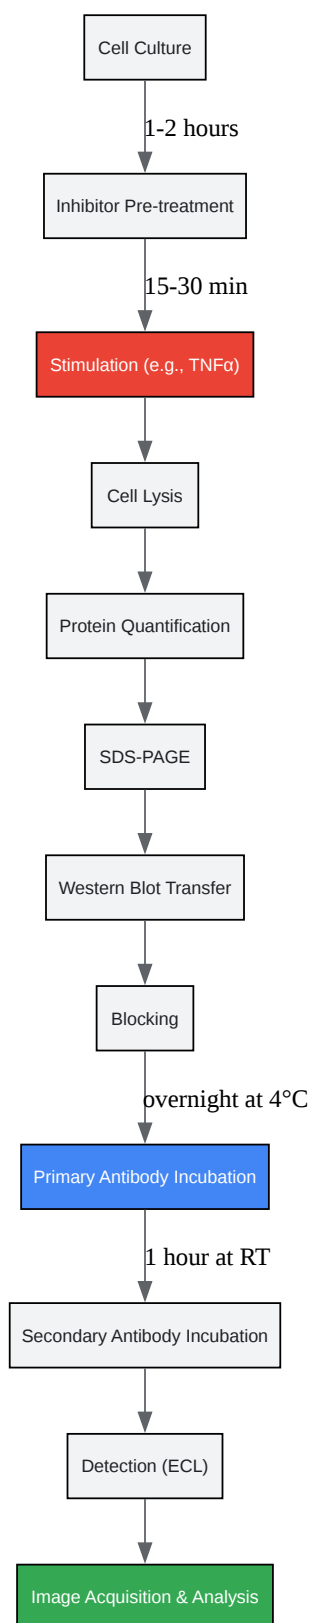 Cell Culture
1-2 hours
Inhibitor Pre-treatment
15-30 min
Stimulation (e.g., TNFα)
Cell Lysis
Protein Quantification
SDS-PAGE
Western Blot Transfer
Blocking
overnight at 4°C
Primary Antibody Incubation
1 hour at RT
Secondary Antibody Incubation
Detection (ECL)
Image Acquisition & Analysis